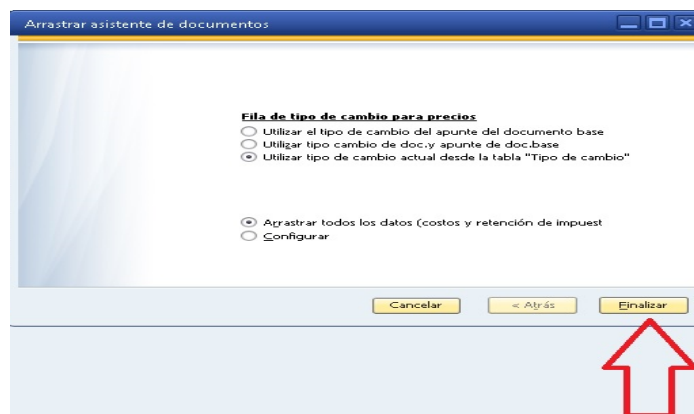 Arrastrar asistente de documentos
Fila de tipo de cambio para precios
Utilizar el tipo de cambio del apunte del documento base
Utilizar tipo cambio de doc.y apunte de doc.base
Utilizar tipo de cambio actual desde la tabla "Tipo de cambio"
Arrastrar todos los datos (costos y retención de impuest
Configurar
Cancelar
< Atrás
Finalizar